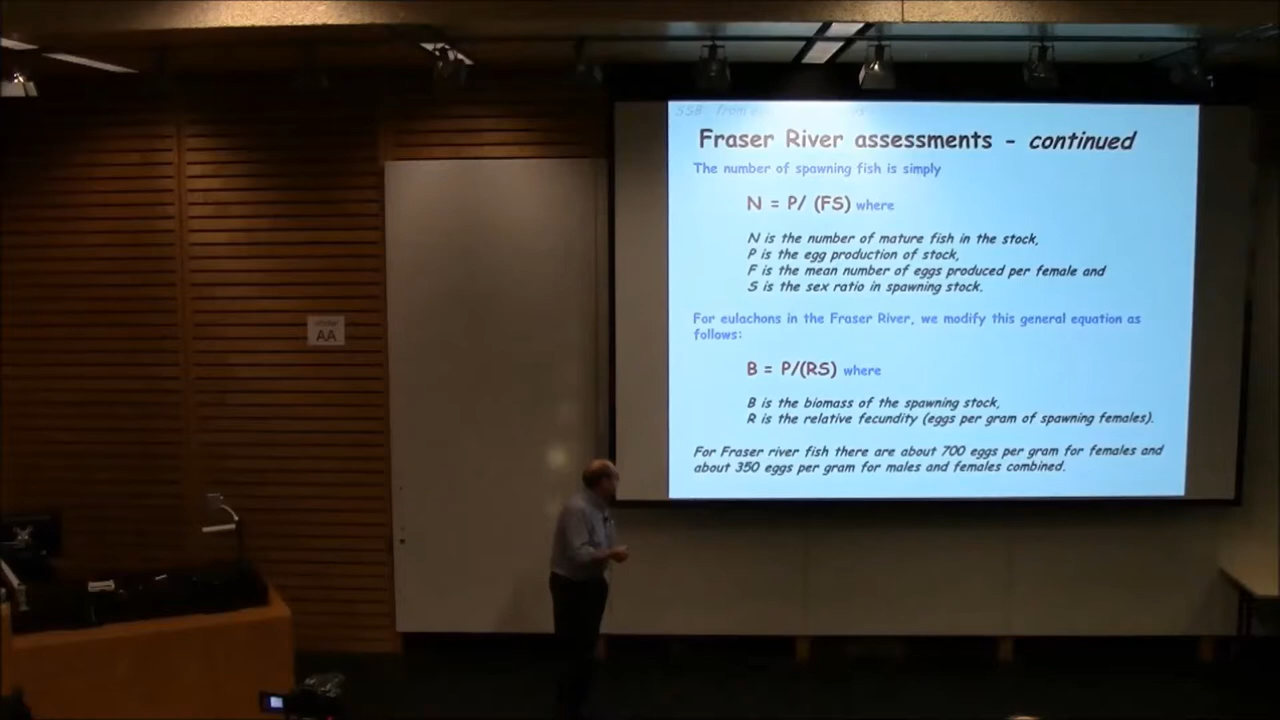 Fraser River assessments - continued
The number of spawning fish is simply
N = P/ (FS) where
N is the number of mature fish in the stock,
P is the egg production of stock,
F is the mean number of eggs produced per female and
S is the sex ratio in spawning stock.
For eulachons in the Fraser River, we modify this general equation as
follows:
B = P/(RS) where
B is the biomass of the spawning stock,
R is the relative fecundity (eggs per gram of spawning females).
For Fraser river fish there are about 700 eggs per gram for females and
about 350 eggs per gram for males and females combined.
AA